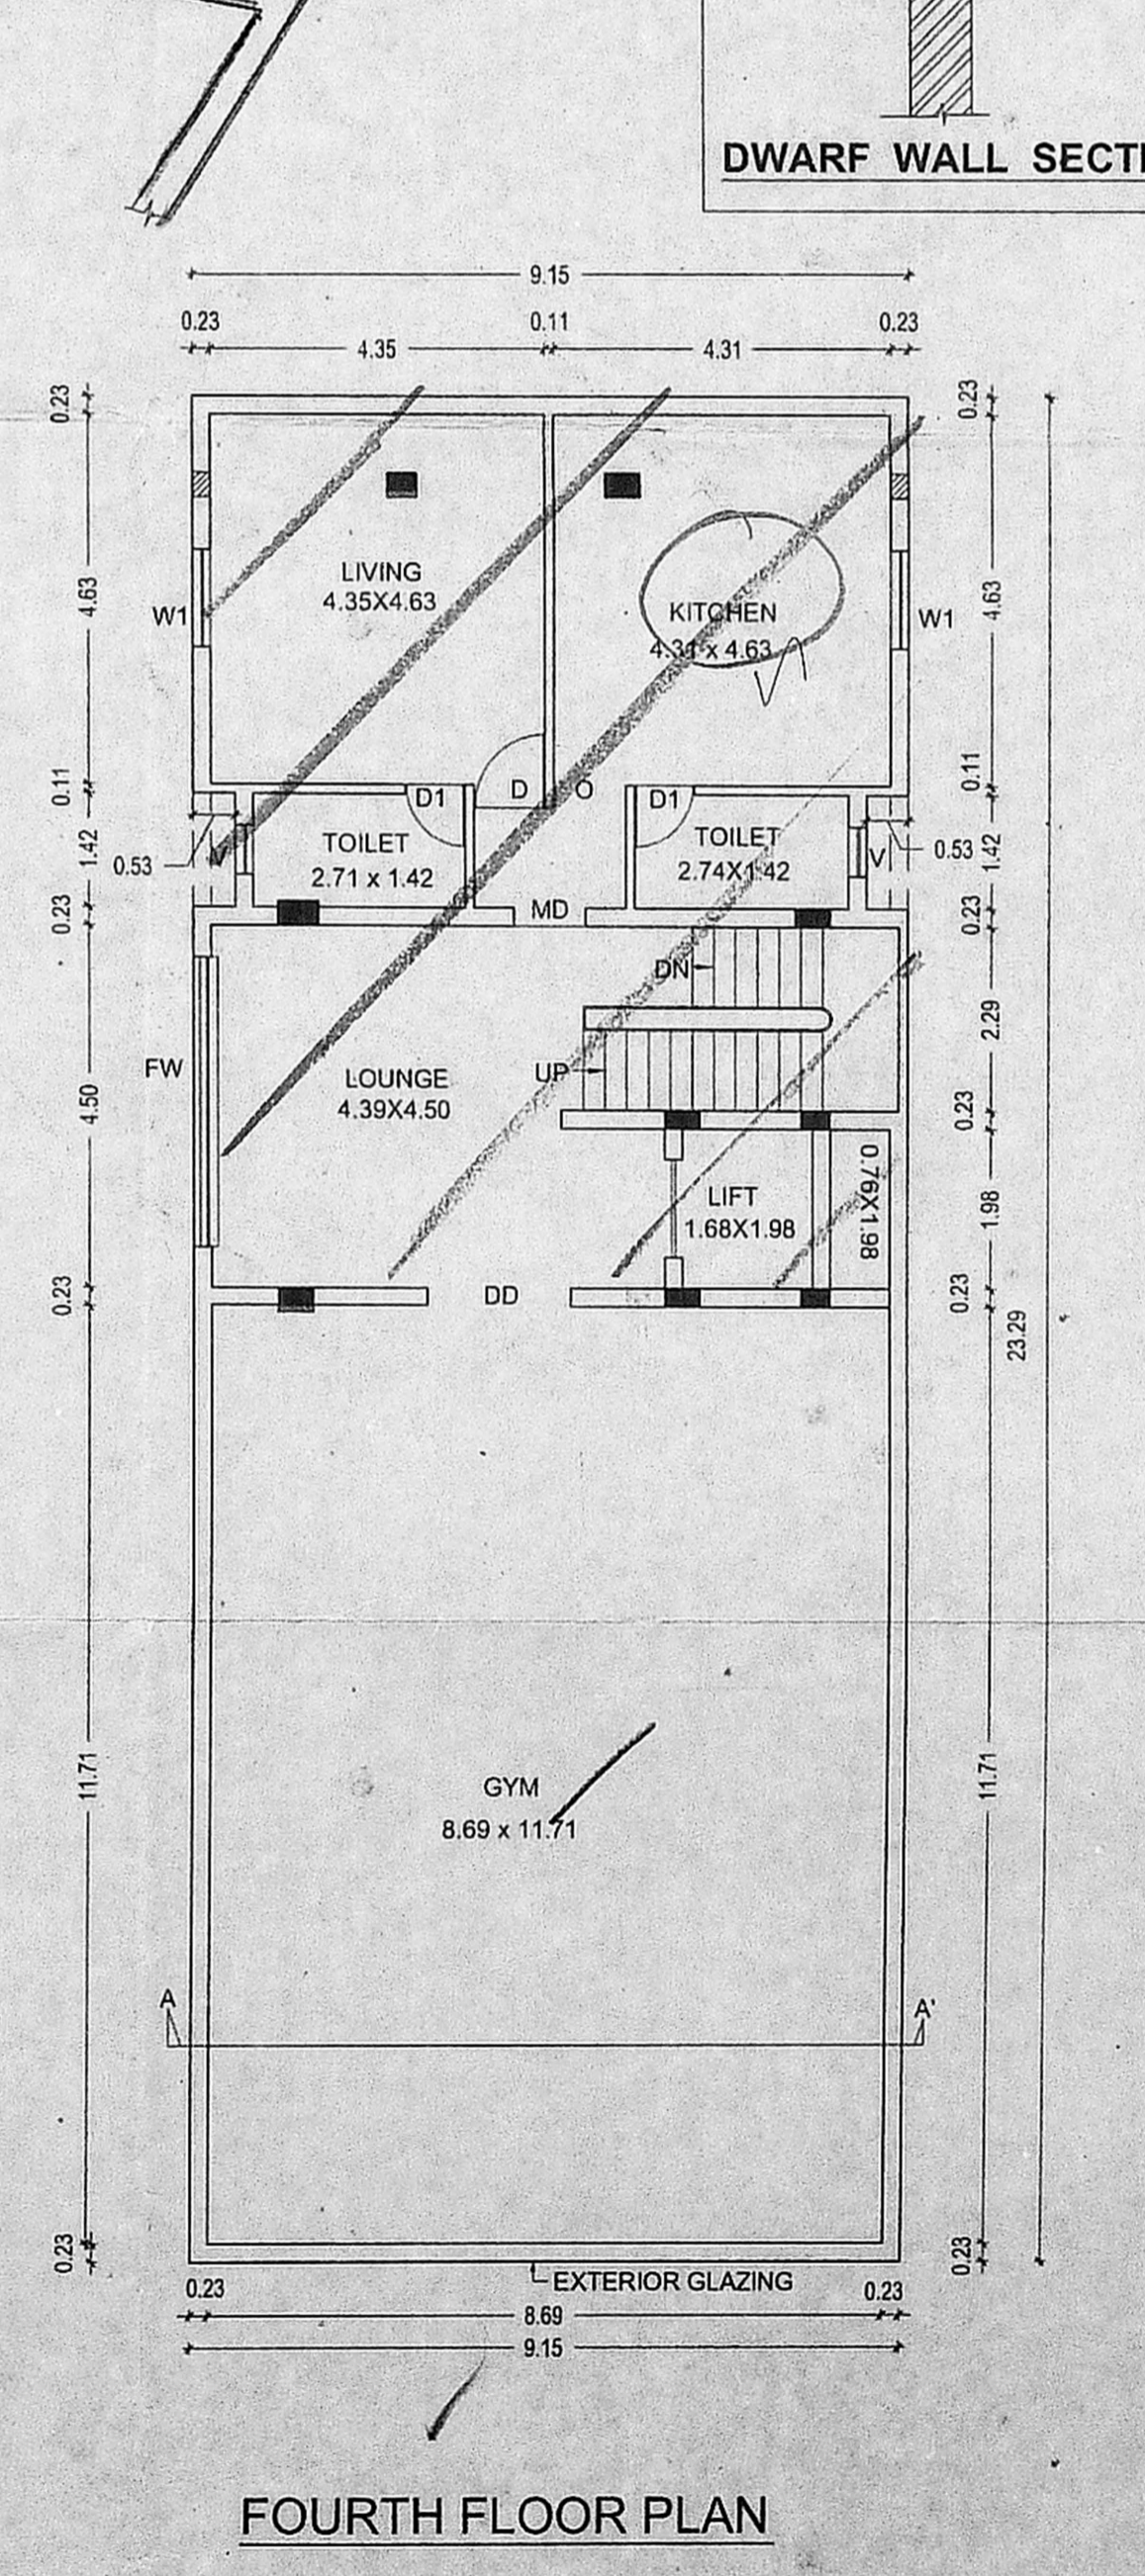 DWARF WALL SECTI
9.15
0.23 0.11 0.23
4.35 4.31
0.23 0.23
4.63 4.63
LIVING
4.35X4.63
KITCHEN
4.31 x 4.63
W1 W1
0.11 0.11
D1 D O D1
TOILET
2.71 x 1.42
TOILET
2.74X1.42
V V
0.53 0.53
1.42 1.42
0.23 0.23
MD
DN
2.29
FW
UP
LOUNGE
4.39X4.50
4.50
0.23
LIFT
1.68X1.98
0.76X1.98
1.98
0.23 0.23
DD
23.29
GYM
8.69 x 11.71
11.71 11.71
A A'
0.23 0.23
EXTERIOR GLAZING
0.23 0.23
8.69
9.15
FOURTH FLOOR PLAN